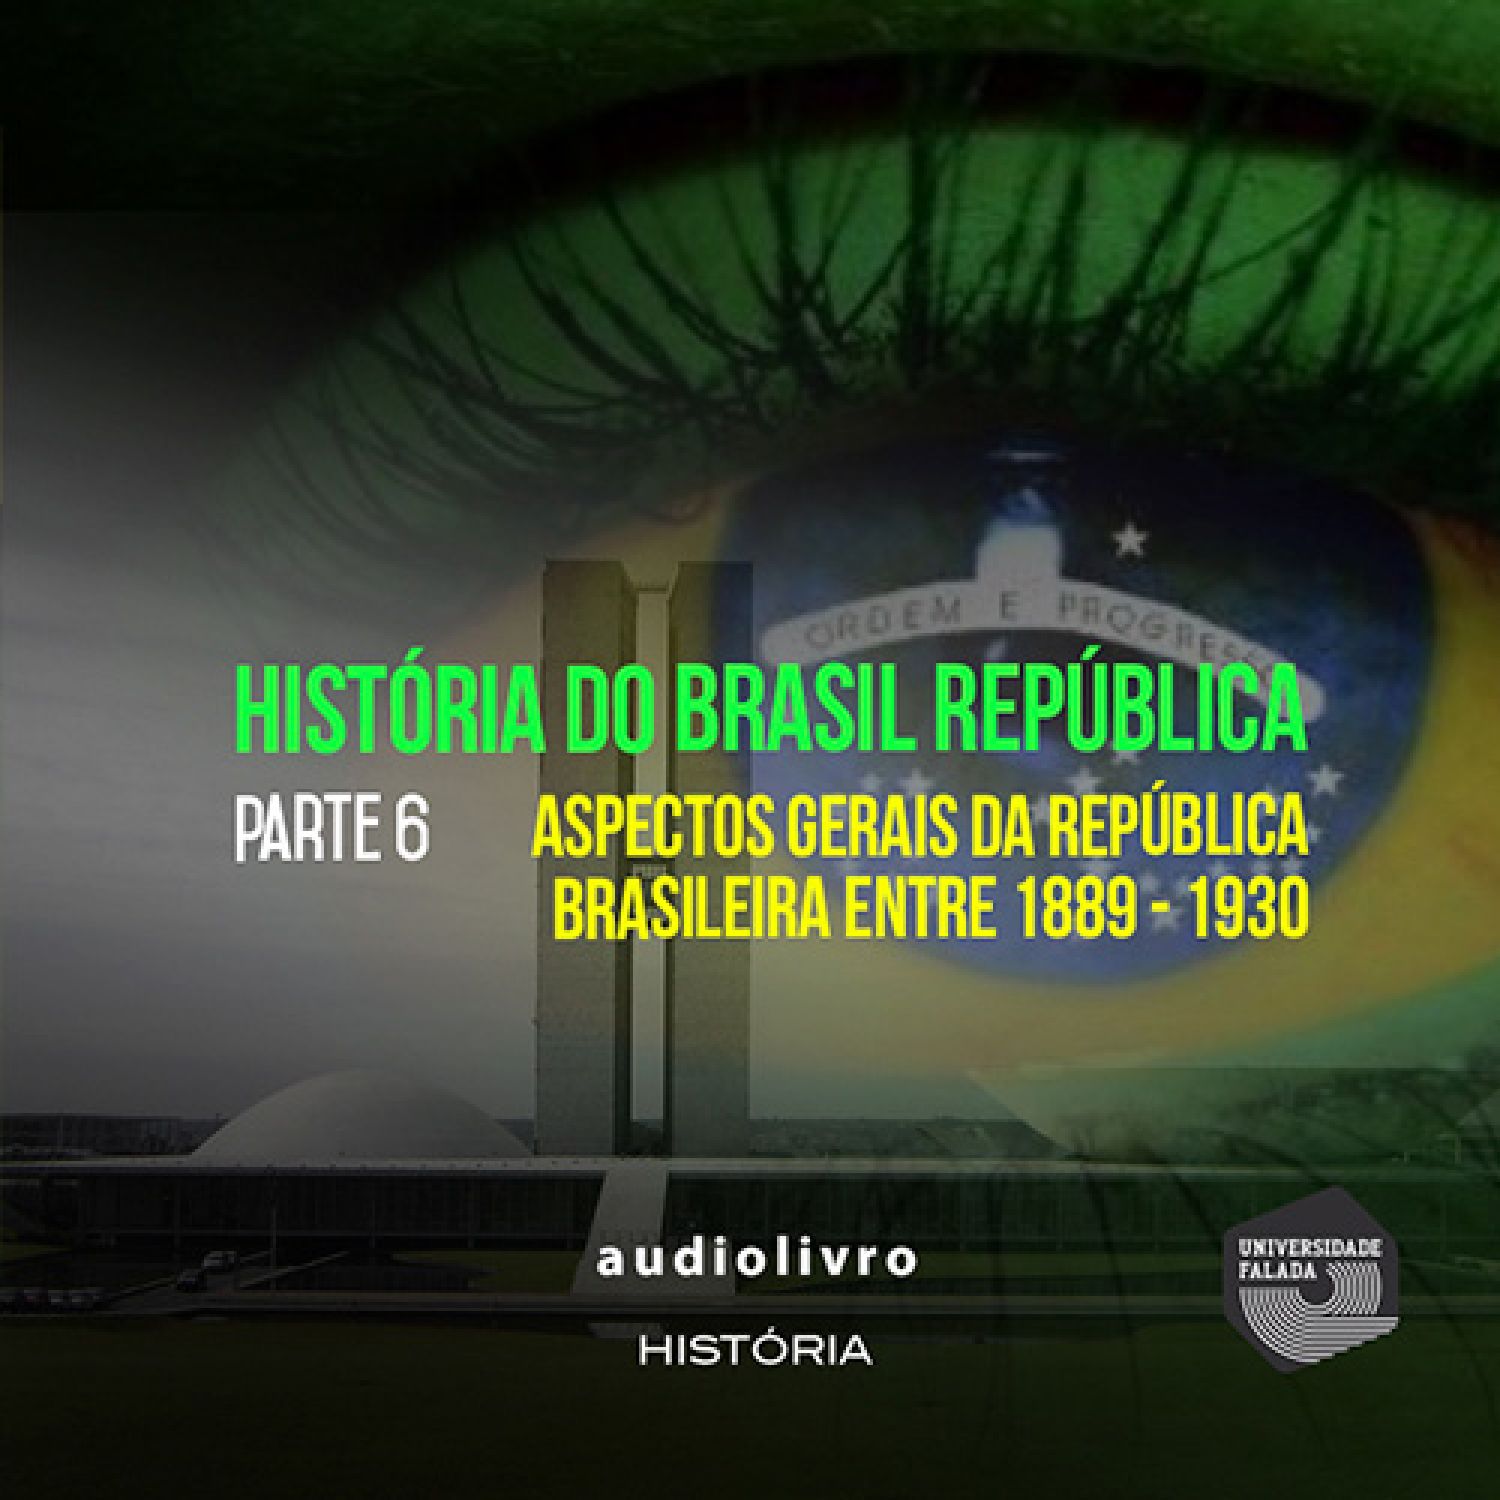 ORDEM E PROGRESSO
HISTÓRIA DO BRASIL REPÚBLICA
PARTE 6
ASPECTOS GERAIS DA REPÚBLICA
BRASILEIRA ENTRE 1889 - 1930
audiolivro
HISTÓRIA
UNIVERSIDADE
FALADA